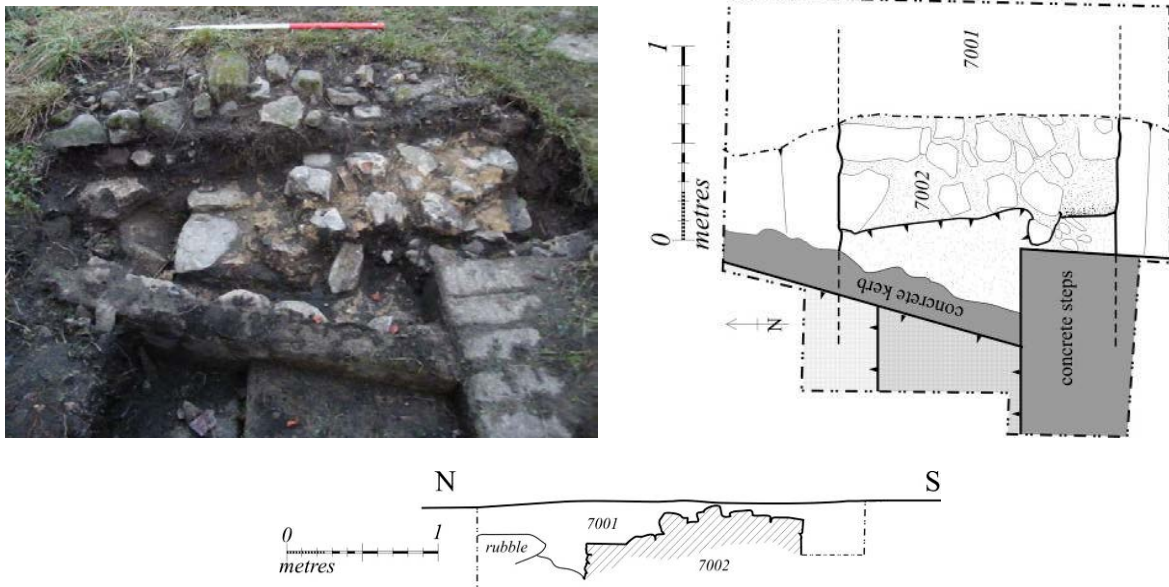 1
0
metres
7001
7002
concrete kerb
concrete steps
N
N
S
0
1
metres
7001
rubble
7002